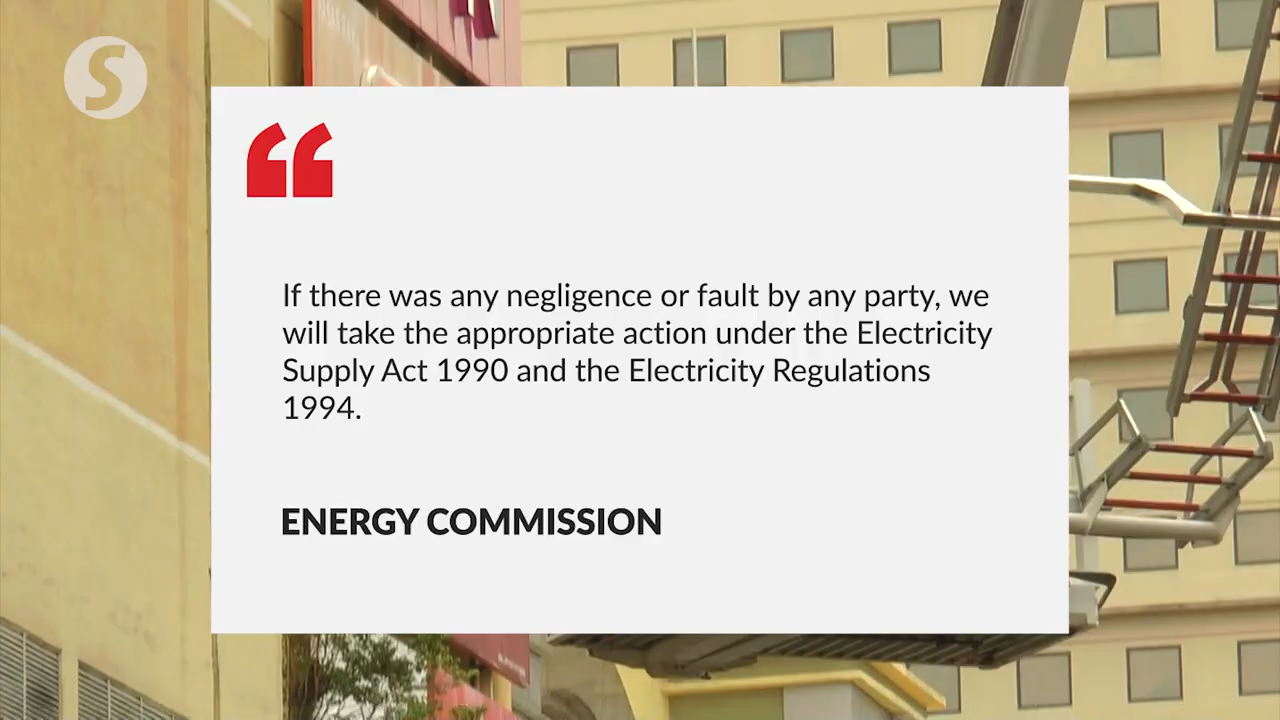 S
If there was any negligence or fault by any party, we
will take the appropriate action under the Electricity
Supply Act 1990 and the Electricity Regulations
1994.
ENERGY COMMISSION